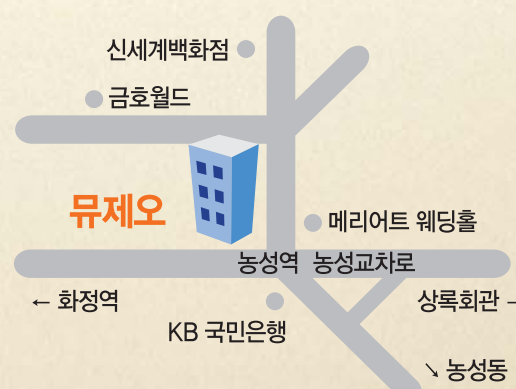 신세계백화점
금호월드
뮤제오
메리어트 웨딩홀
농성역 농성교차로
← 화정역
상록회관 →
KB 국민은행
↘ 농성동